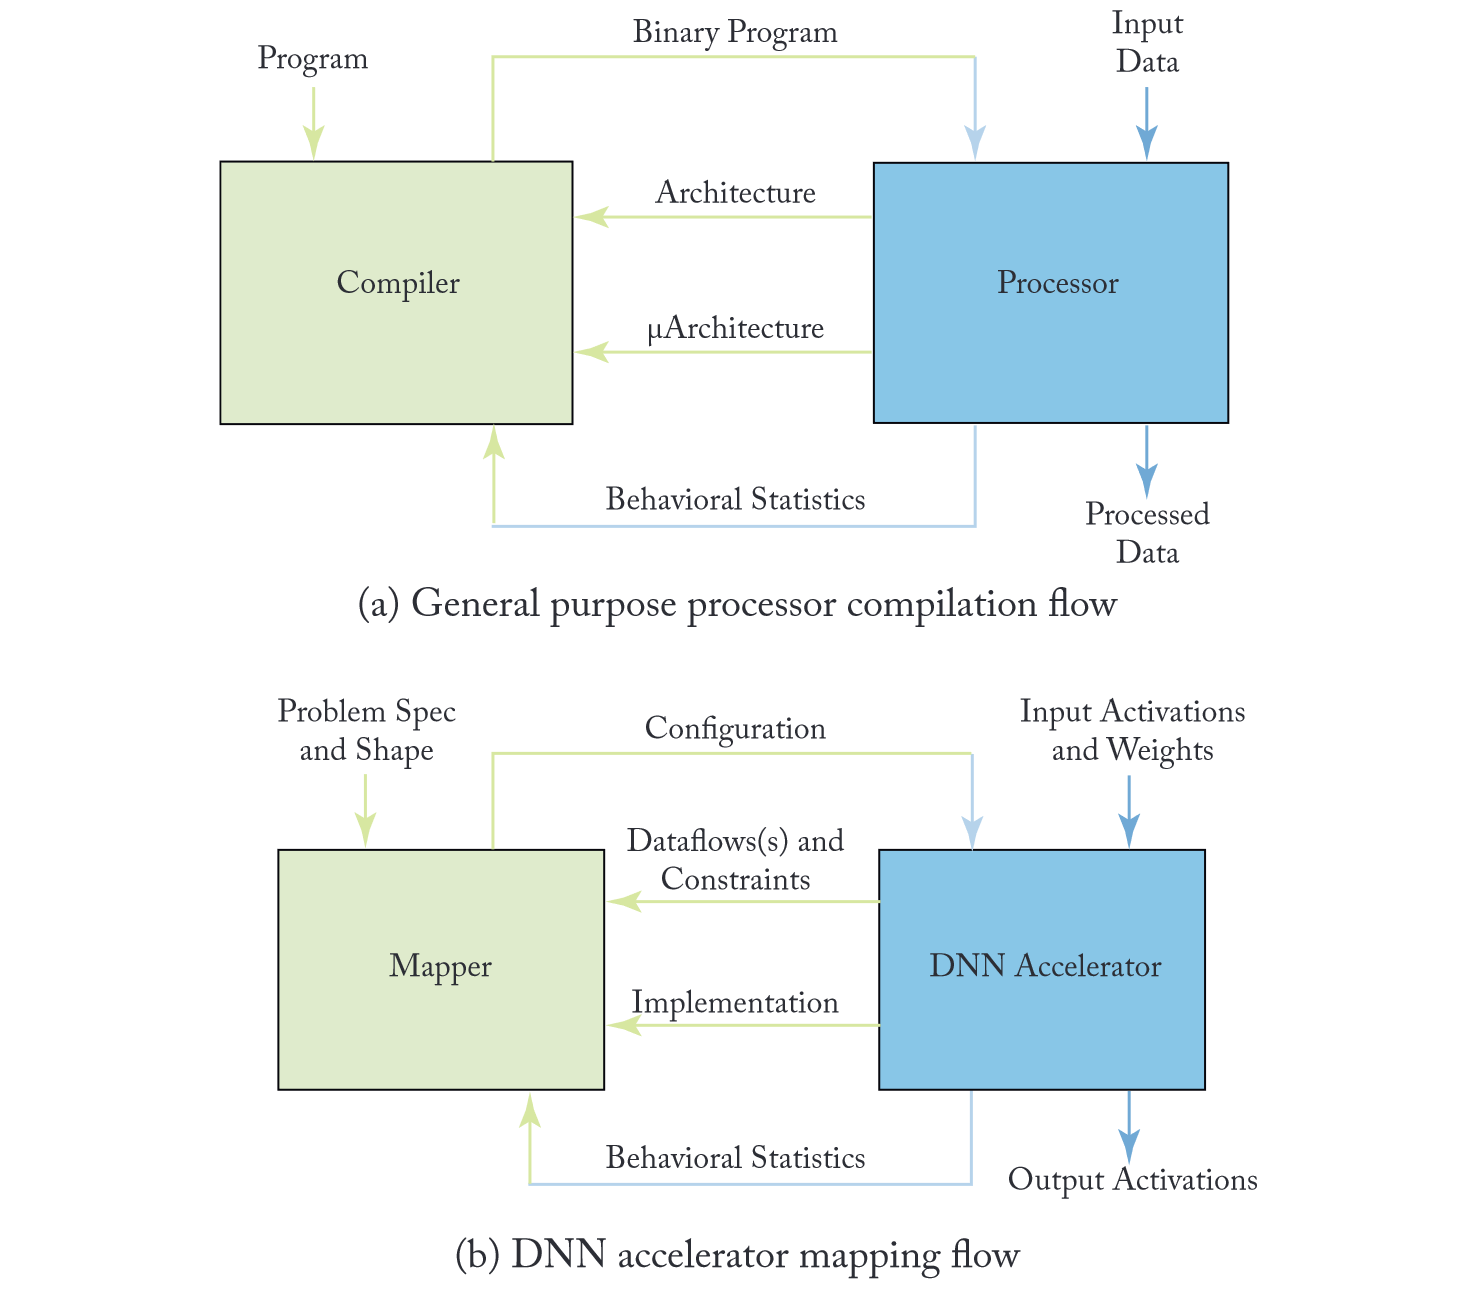 Program
Binary Program
Input
Data
Architecture
Compiler
Processor
µArchitecture
Behavioral Statistics
Processed
Data
(a) General purpose processor compilation flow
Problem Spec
and Shape
Configuration
Input Activations
and Weights
Dataflows(s) and
Constraints
Mapper
DNN Accelerator
Implementation
Behavioral Statistics
Output Activations
(b) DNN accelerator mapping flow